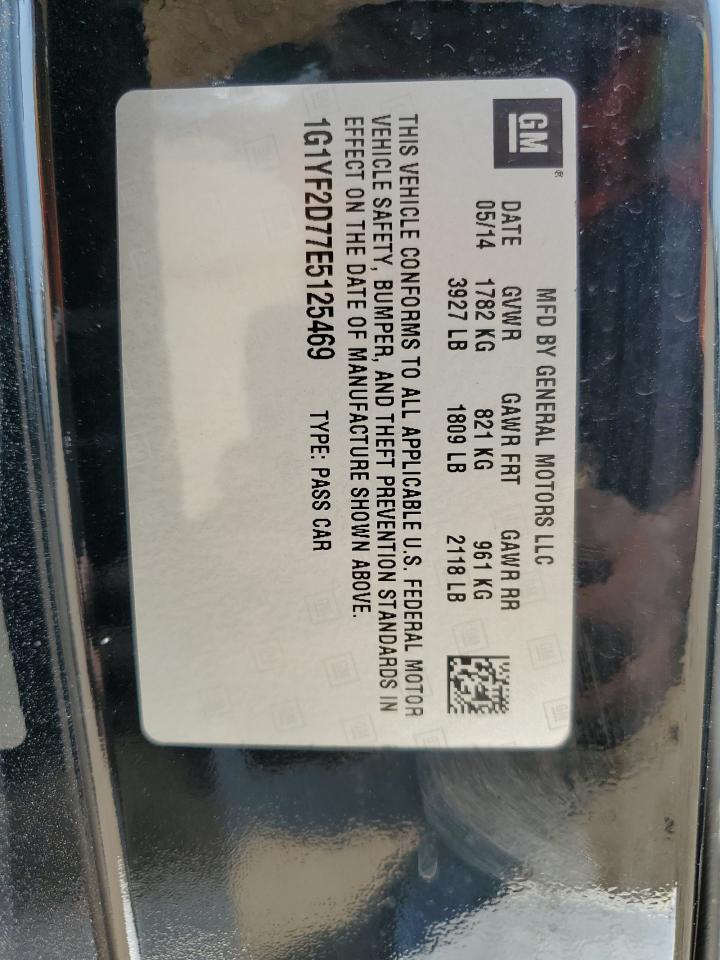 GM
MFD BY GENERAL MOTORS LLC
DATE GVWR GAWR FRT GAWR RR
05/14 1782 KG 821 KG 961 KG
3927 LB 1809 LB 2118 LB
THIS VEHICLE CONFORMS TO ALL APPLICABLE U.S. FEDERAL MOTOR
VEHICLE SAFETY, BUMPER, AND THEFT PREVENTION STANDARDS IN
EFFECT ON THE DATE OF MANUFACTURE SHOWN ABOVE.
1G1YF2D77E5125469 TYPE: PASS CAR